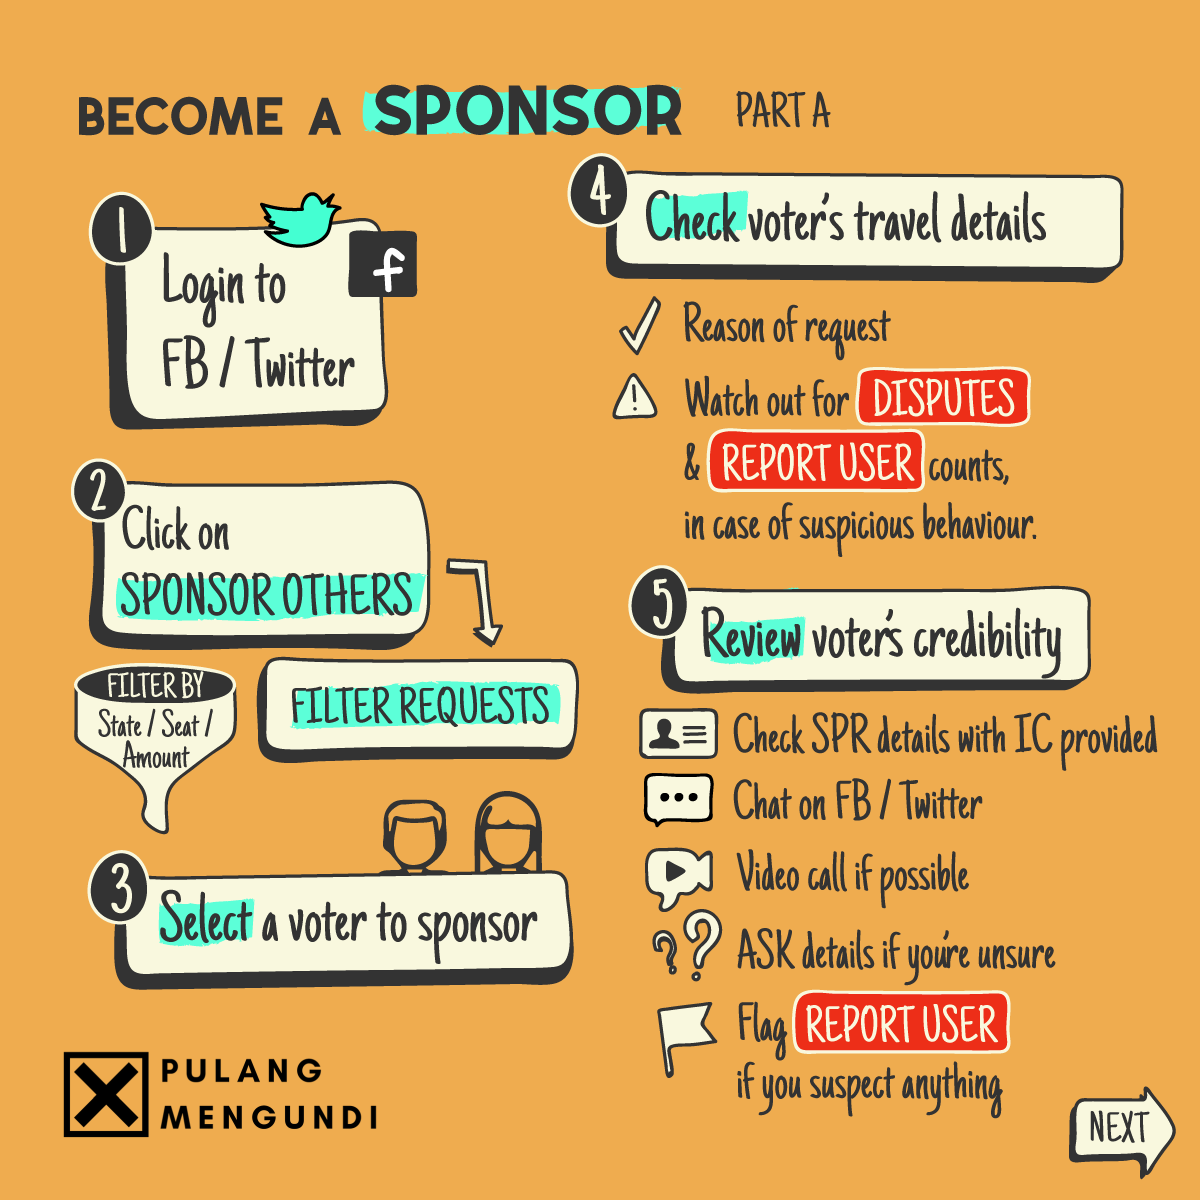 BECOME A SPONSOR PART A
1
Login to
FB / Twitter
f
2
Click on
SPONSOR OTHERS
FILTER REQUESTS
FILTER BY
State / Seat /
Amount
3
Select a voter to sponsor
4
Check voter's travel details
Reason of request
Watch out for DISPUTES
& REPORT USER counts,
in case of suspicious behaviour.
5
Review voter's credibility
Check SPR details with IC provided
Chat on FB / Twitter
Video call if possible
ASK details if you're unsure
Flag REPORT USER
if you suspect anything
PULANG
MENGUNDI
NEXT